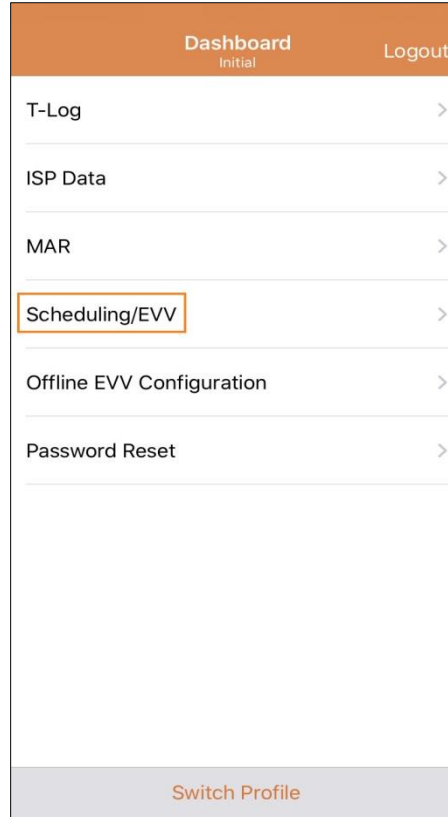 Dashboard
Initial
Logout
T-Log
ISP Data
MAR
Scheduling/EVV
Offline EVV Configuration
Password Reset
Switch Profile